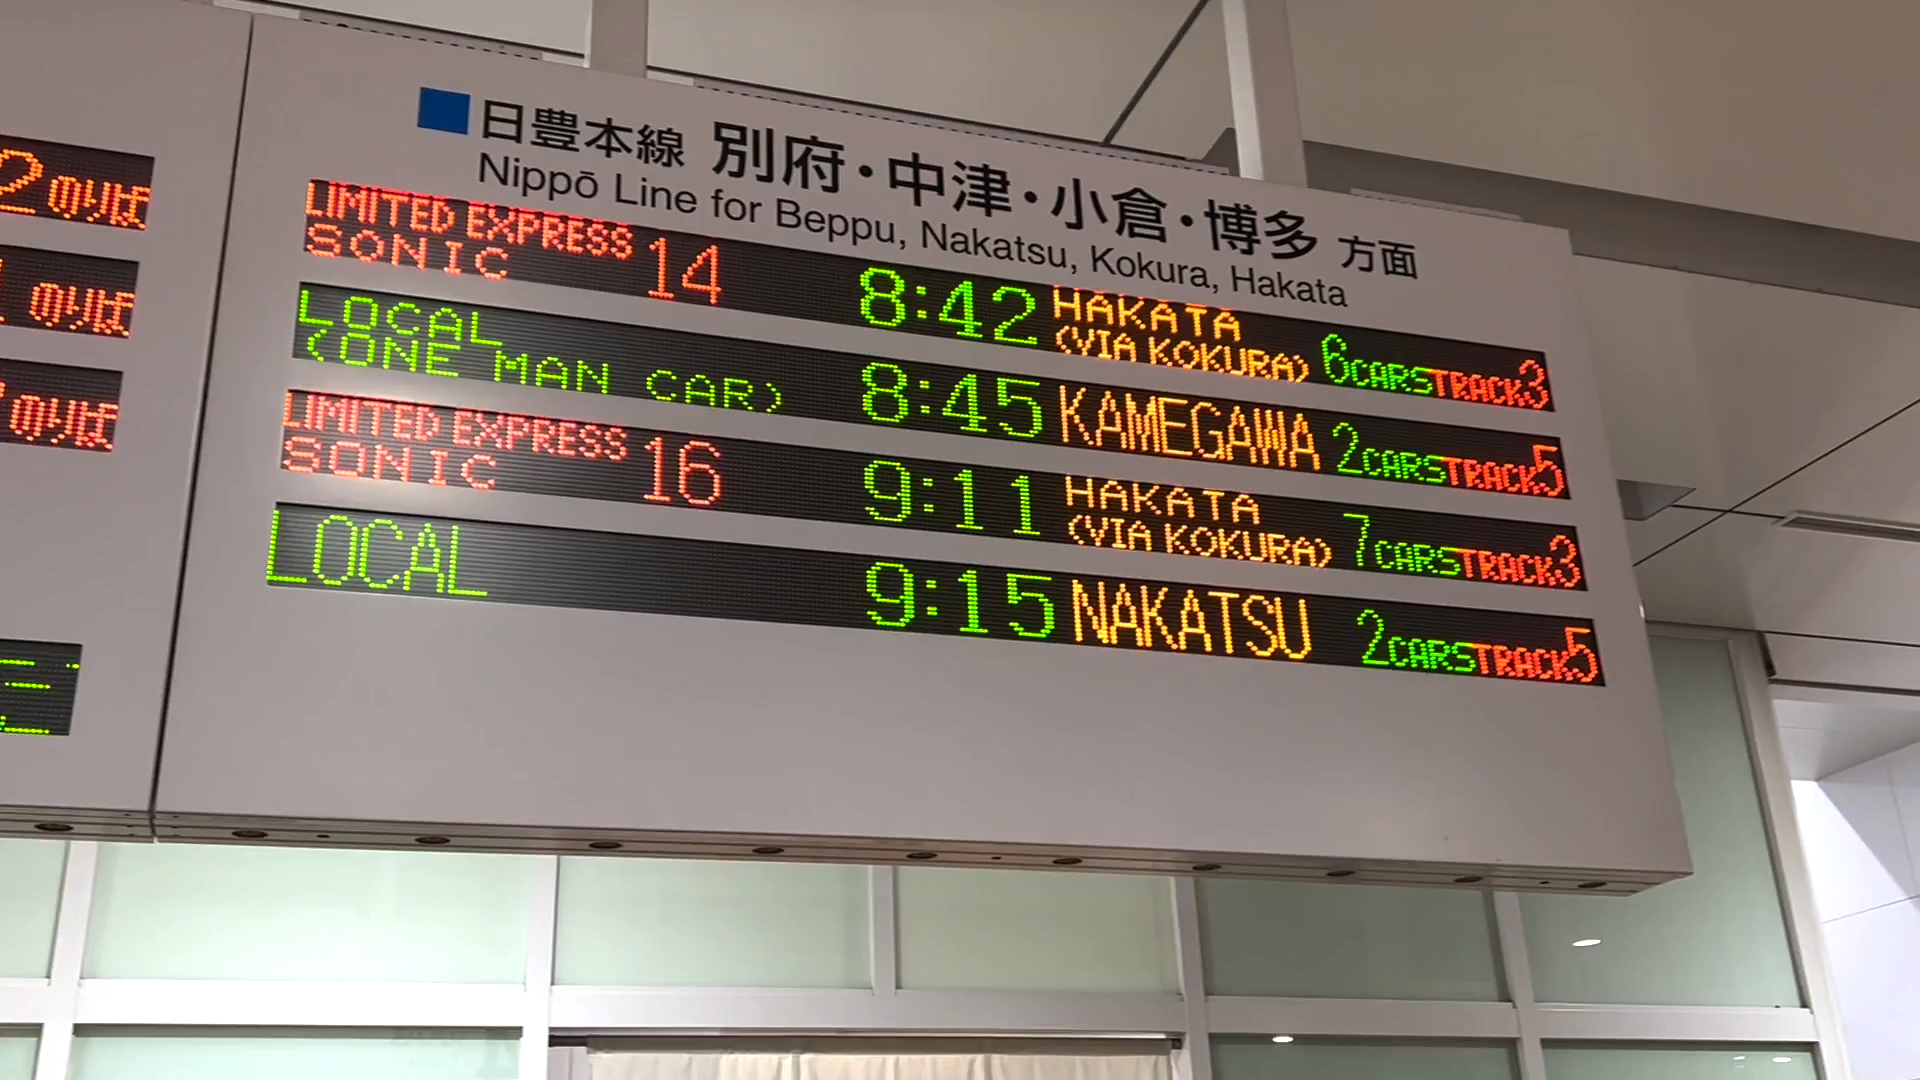 日豊本線 別府・中津・小倉・博多 方面
Nippō Line for Beppu, Nakatsu, Kokura, Hakata
LIMITED EXPRESS SONIC 14 8:42 HAKATA (VIA KOKURA) 6CARS TRACK3
LOCAL (ONE MAN CAR) 8:45 KAMEGAWA 2CARS TRACK5
LIMITED EXPRESS SONIC 16 9:11 HAKATA (VIA KOKURA) 7CARS TRACK3
LOCAL 9:15 NAKATSU 2CARS TRACK5
2のりば
のりば
のりば